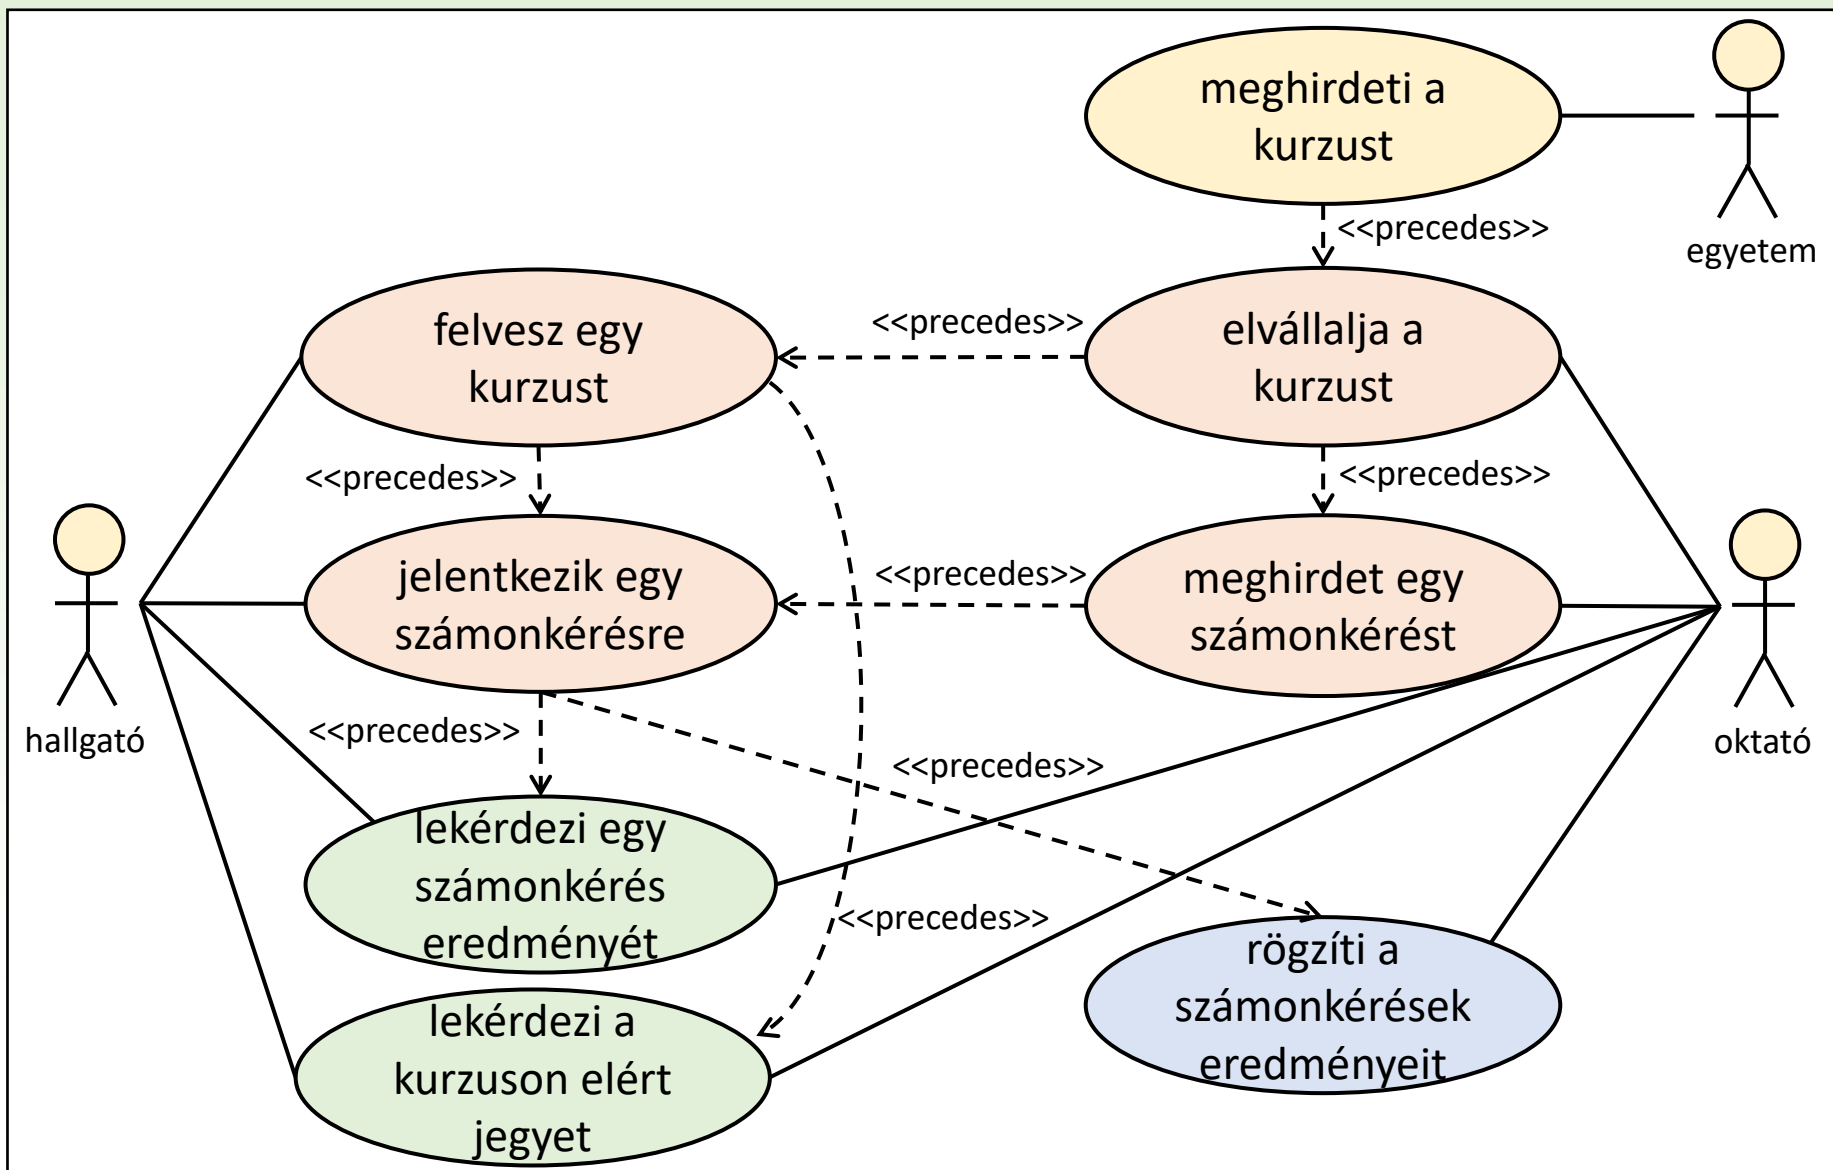 meghirdeti a
kurzust
<<precedes>>
egyetem
felvesz egy
kurzust
<<precedes>>
elvállalja a
kurzust
<<precedes>>
<<precedes>>
jelentkezik egy
számonkérésre
<<precedes>>
meghirdet egy
számonkérést
hallgató
<<precedes>>
<<precedes>>
oktató
lekérdezi egy
számonkérés
eredményét
<<precedes>>
rögzíti a
számonkérések
eredményeit
lekérdezi a
kurzuson elért
jegyet